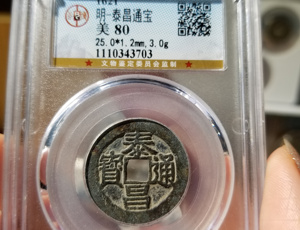 1621
明-泰昌通宝
美 80
25.0*1.2mm,3.0g
1110343703
★ 文物鉴定委员会监制 ★
泰
寶 通
昌